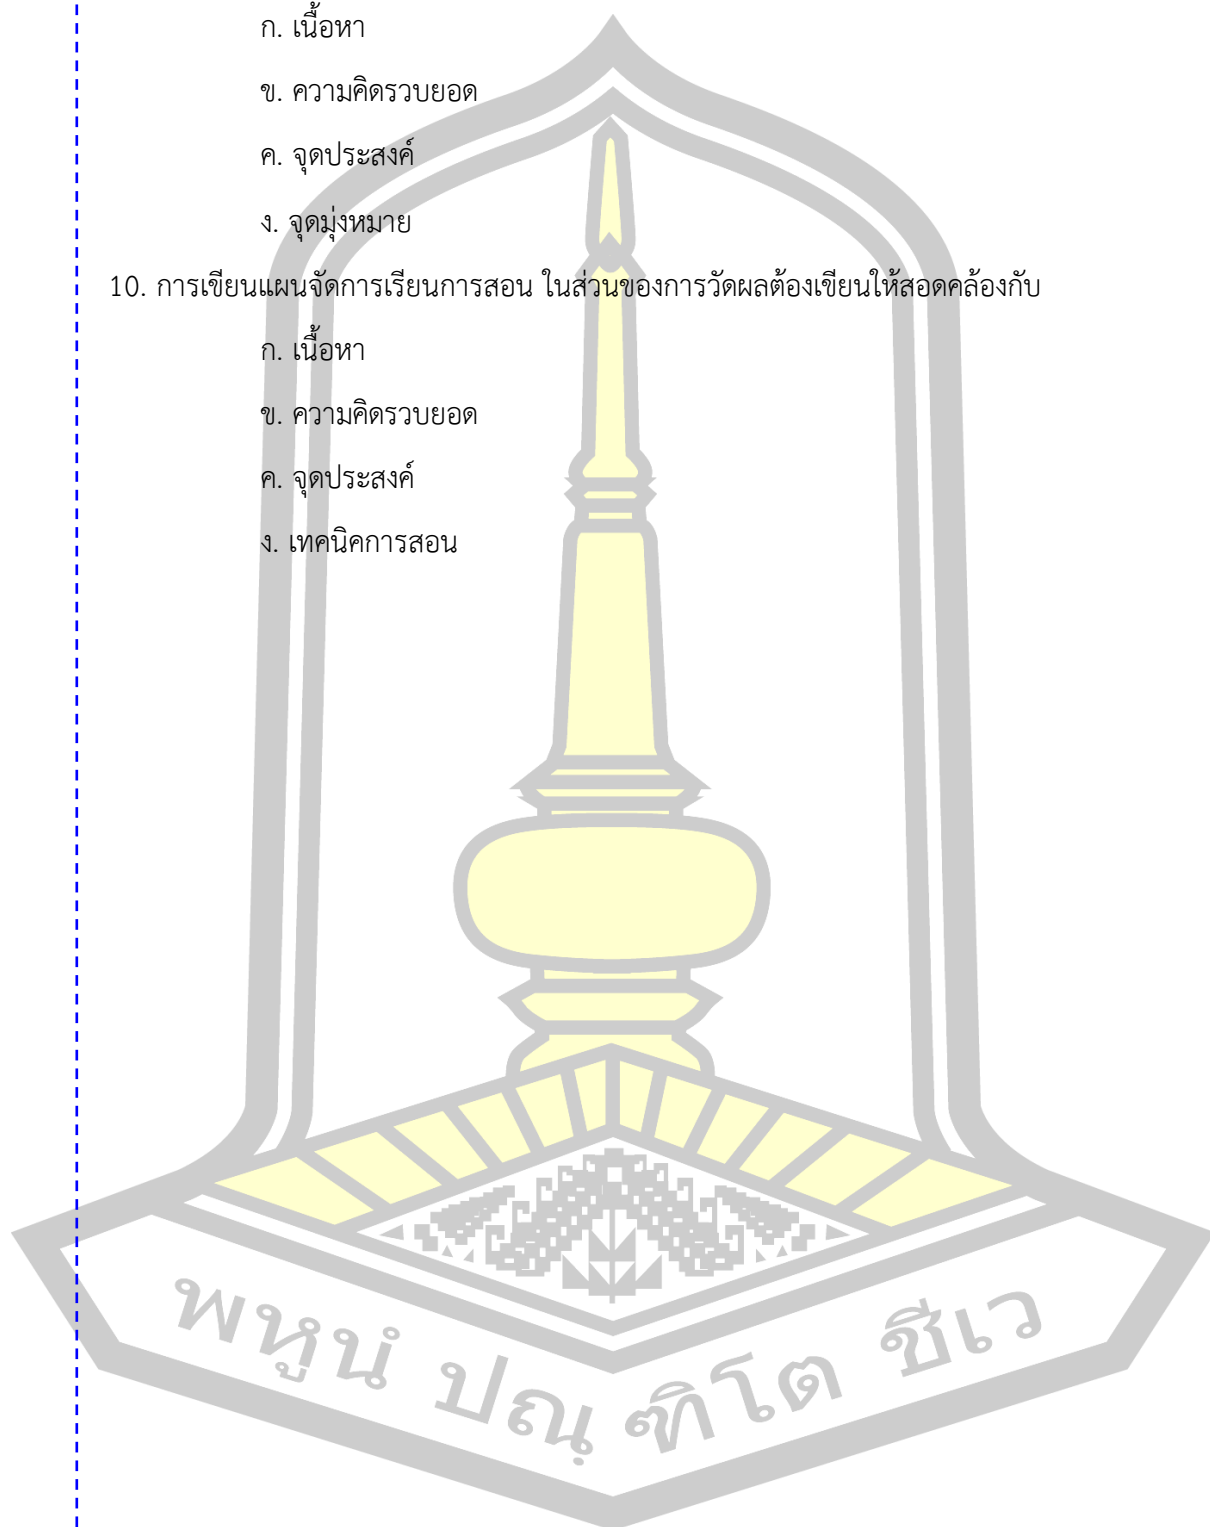 ก. เนื้อหา
ข. ความคิดรวบยอด
ค. จุดประสงค์
ง. จุดมุ่งหมาย
10. การเขียนแผนจัดการเรียนการสอน ในส่วนของการวัดผลต้องเขียนให้สอดคล้องกับ
ก. เนื้อหา
ข. ความคิดรวบยอด
ค. จุดประสงค์
ง. เทคนิคการสอน
พหูนํ ปณฺฑิโต ชีเว